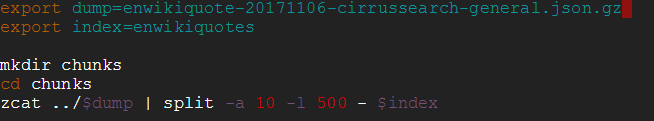 export dump=enwikiquote-20171106-cirrussearch-general.json.gz
export index=enwikiquotes
mkdir chunks
cd chunks
zcat ../$dump | split -a 10 -l 500 - $index